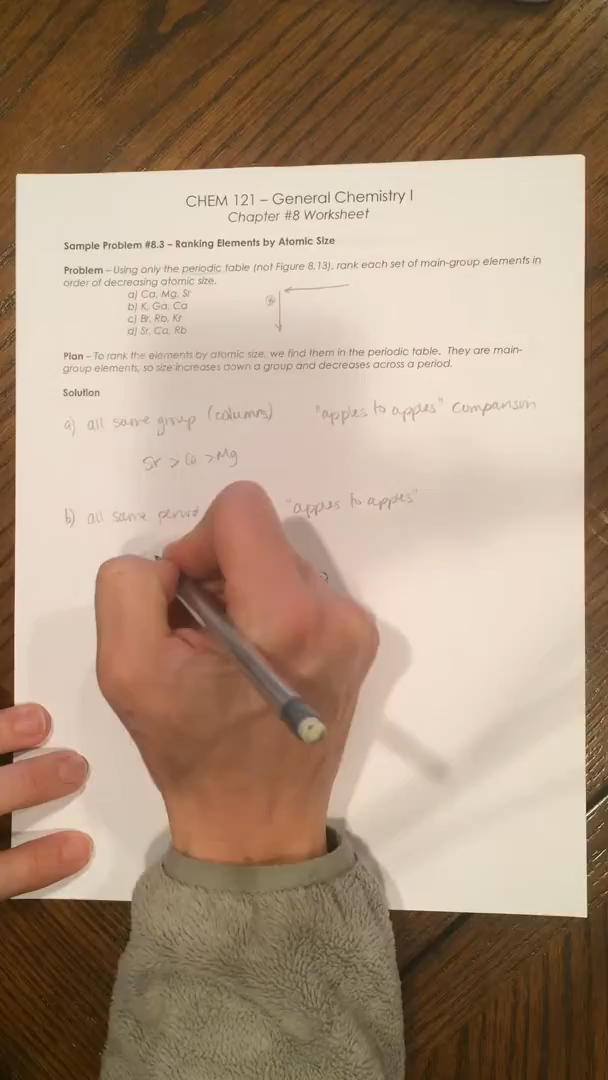 CHEM 121 – General Chemistry I
Chapter #8 Worksheet
Sample Problem #8.3 – Ranking Elements by Atomic Size
Problem – Using only the periodic table (not Figure 8.13), rank each set of main-group elements in
order of decreasing atomic size.
a) Ca, Mg, Sr
b) K, Ga, Ca
c) Br, Rb, Kr
d) Sr, Ca, Rb
Plan – To rank the elements by atomic size, we find them in the periodic table. They are main-
group elements, so size increases down a group and decreases across a period.
Solution
a) all same group (columns) "apples to apples" comparison
Sr > Ca > Mg
b) all same period "apples to apples"